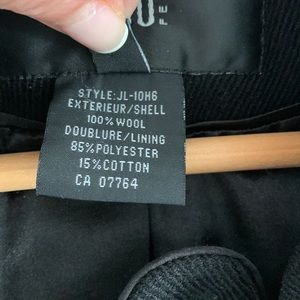 STYLE:JL-10H6
EXTERIEUR/SHELL
100%WOOL
DOUBLURE/LINING
85%POLYESTER
15%COTTON
CA 07764